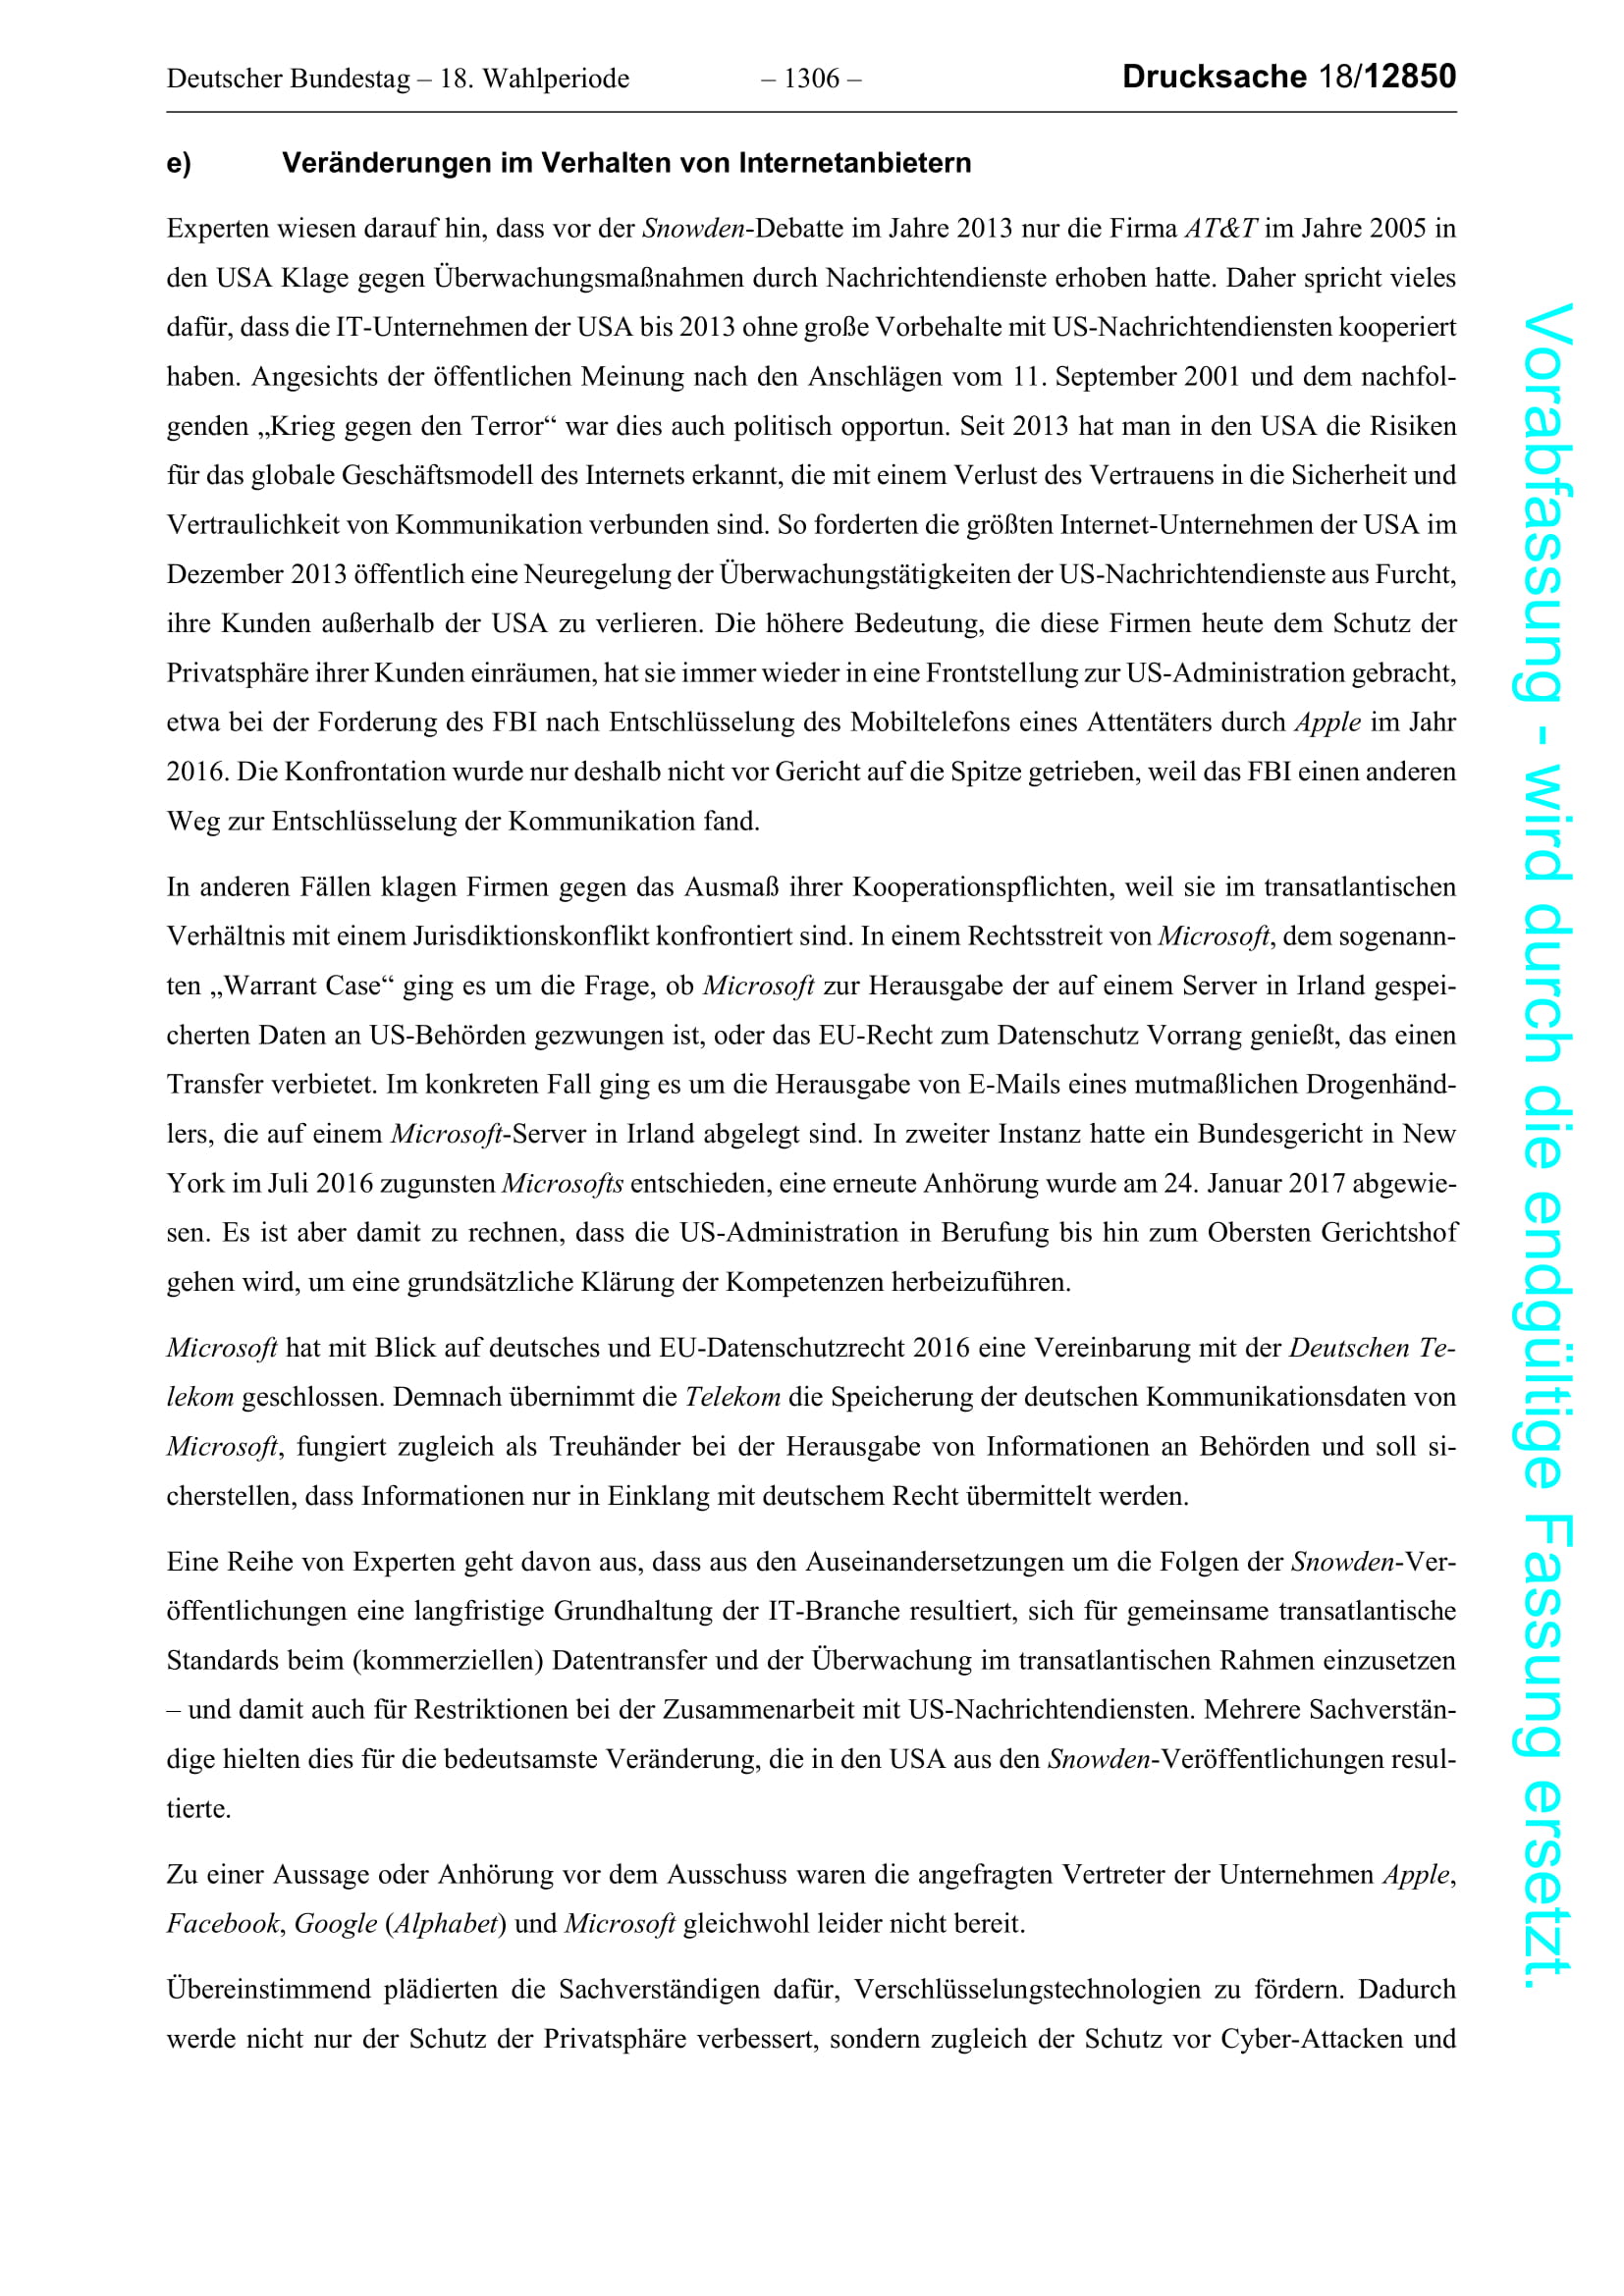 Deutscher Bundestag – 18. Wahlperiode – 1306 – Drucksache 18/12850
e) Veränderungen im Verhalten von Internetanbietern
Experten wiesen darauf hin, dass vor der Snowden-Debatte im Jahre 2013 nur die Firma AT&T im Jahre 2005 in
den USA Klage gegen Überwachungsmaßnahmen durch Nachrichtendienste erhoben hatte. Daher spricht vieles
dafür, dass die IT-Unternehmen der USA bis 2013 ohne große Vorbehalte mit US-Nachrichtendiensten kooperiert
haben. Angesichts der öffentlichen Meinung nach den Anschlägen vom 11. September 2001 und dem nachfol-
genden „Krieg gegen den Terror“ war dies auch politisch opportun. Seit 2013 hat man in den USA die Risiken
für das globale Geschäftsmodell des Internets erkannt, die mit einem Verlust des Vertrauens in die Sicherheit und
Vertraulichkeit von Kommunikation verbunden sind. So forderten die größten Internet-Unternehmen der USA im
Dezember 2013 öffentlich eine Neuregelung der Überwachungstätigkeiten der US-Nachrichtendienste aus Furcht,
ihre Kunden außerhalb der USA zu verlieren. Die höhere Bedeutung, die diese Firmen heute dem Schutz der
Privatsphäre ihrer Kunden einräumen, hat sie immer wieder in eine Frontstellung zur US-Administration gebracht,
etwa bei der Forderung des FBI nach Entschlüsselung des Mobiltelefons eines Attentäters durch Apple im Jahr
2016. Die Konfrontation wurde nur deshalb nicht vor Gericht auf die Spitze getrieben, weil das FBI einen anderen
Weg zur Entschlüsselung der Kommunikation fand.
In anderen Fällen klagen Firmen gegen das Ausmaß ihrer Kooperationspflichten, weil sie im transatlantischen
Verhältnis mit einem Jurisdiktionskonflikt konfrontiert sind. In einem Rechtsstreit von Microsoft, dem sogenann-
ten „Warrant Case“ ging es um die Frage, ob Microsoft zur Herausgabe der auf einem Server in Irland gespei-
cherten Daten an US-Behörden gezwungen ist, oder das EU-Recht zum Datenschutz Vorrang genießt, das einen
Transfer verbietet. Im konkreten Fall ging es um die Herausgabe von E-Mails eines mutmaßlichen Drogenhänd-
lers, die auf einem Microsoft-Server in Irland abgelegt sind. In zweiter Instanz hatte ein Bundesgericht in New
York im Juli 2016 zugunsten Microsofts entschieden, eine erneute Anhörung wurde am 24. Januar 2017 abgewie-
sen. Es ist aber damit zu rechnen, dass die US-Administration in Berufung bis hin zum Obersten Gerichtshof
gehen wird, um eine grundsätzliche Klärung der Kompetenzen herbeizuführen.
Microsoft hat mit Blick auf deutsches und EU-Datenschutzrecht 2016 eine Vereinbarung mit der Deutschen Te-
lekom geschlossen. Demnach übernimmt die Telekom die Speicherung der deutschen Kommunikationsdaten von
Microsoft, fungiert zugleich als Treuhänder bei der Herausgabe von Informationen an Behörden und soll si-
cherstellen, dass Informationen nur in Einklang mit deutschem Recht übermittelt werden.
Eine Reihe von Experten geht davon aus, dass aus den Auseinandersetzungen um die Folgen der Snowden-Ver-
öffentlichungen eine langfristige Grundhaltung der IT-Branche resultiert, sich für gemeinsame transatlantische
Standards beim (kommerziellen) Datentransfer und der Überwachung im transatlantischen Rahmen einzusetzen
– und damit auch für Restriktionen bei der Zusammenarbeit mit US-Nachrichtendiensten. Mehrere Sachverstän-
dige hielten dies für die bedeutsamste Veränderung, die in den USA aus den Snowden-Veröffentlichungen resul-
tierte.
Zu einer Aussage oder Anhörung vor dem Ausschuss waren die angefragten Vertreter der Unternehmen Apple,
Facebook, Google (Alphabet) und Microsoft gleichwohl leider nicht bereit.
Übereinstimmend plädierten die Sachverständigen dafür, Verschlüsselungstechnologien zu fördern. Dadurch
werde nicht nur der Schutz der Privatsphäre verbessert, sondern zugleich der Schutz vor Cyber-Attacken und
Vorabfassung - wird durch die endgültige Fassung ersetzt.